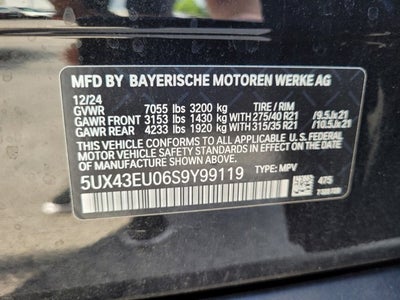 MFD BY BAYERISCHE MOTOREN WERKE AG
12/24
GVWR 7055 lbs 3200 kg TIRE / RIM
GAWR FRONT 3153 lbs 1430 kg 275/40 R21 /9.5Jx21
GAWR REAR 4233 lbs 1920 kg 315/35 R21 /10.5Jx21
THIS VEHICLE CONFORMS TO ALL APPLICABLE U.S. FEDERAL
MOTOR VEHICLE SAFETY
IN EFFECT ON THE DATE OF MANUFACTURE SHOWN ABOVE.
5UX43EU06S9Y99119 TYPE: MPV
475